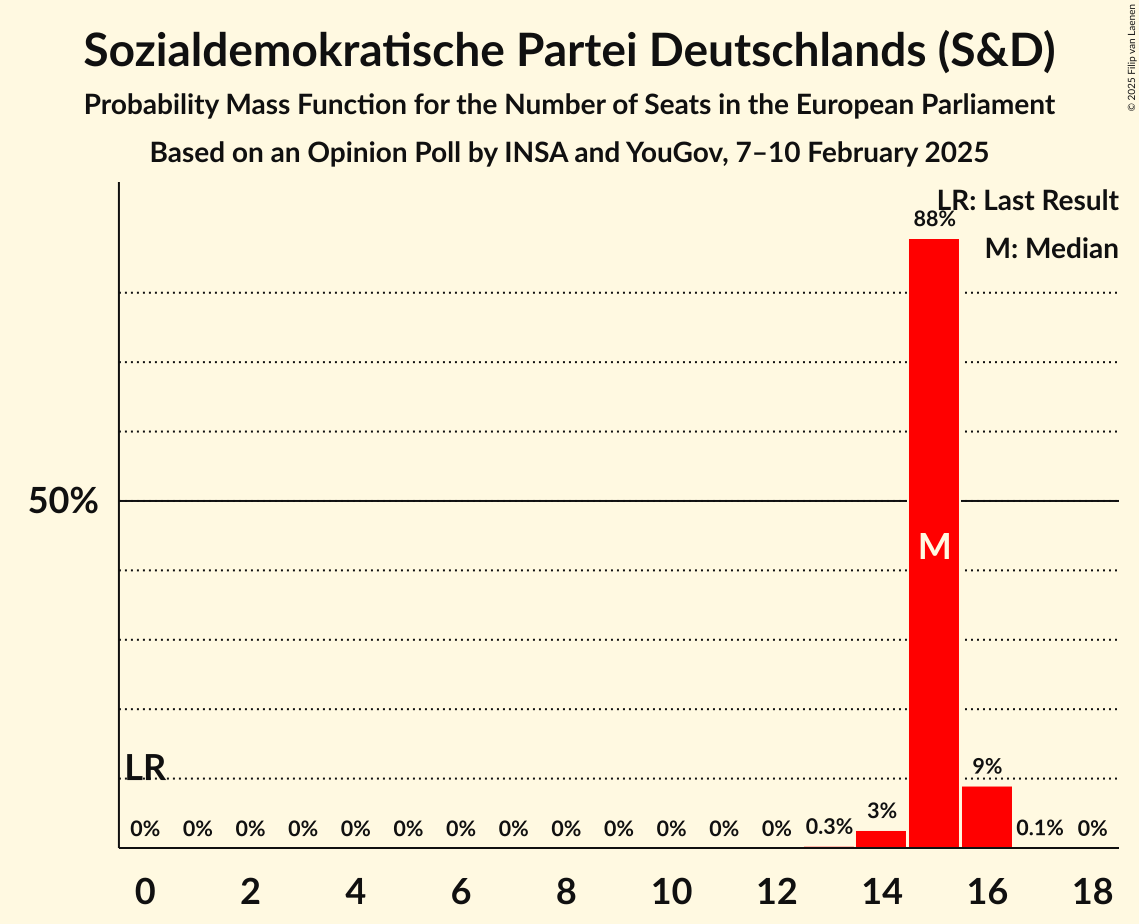 Sozialdemokratische Partei Deutschlands (S&D)
Probability Mass Function for the Number of Seats in the European Parliament
Based on an Opinion Poll by INSA and YouGov, 7–10 February 2025
© 2025 Filip van Laenen
LR: Last Result
M: Median
88%
50%
M
LR
0% 0% 0% 0% 0% 0% 0% 0% 0% 0% 0% 0% 0% 0.3% 3% 9% 0.1% 0%
0 2 4 6 8 10 12 14 16 18